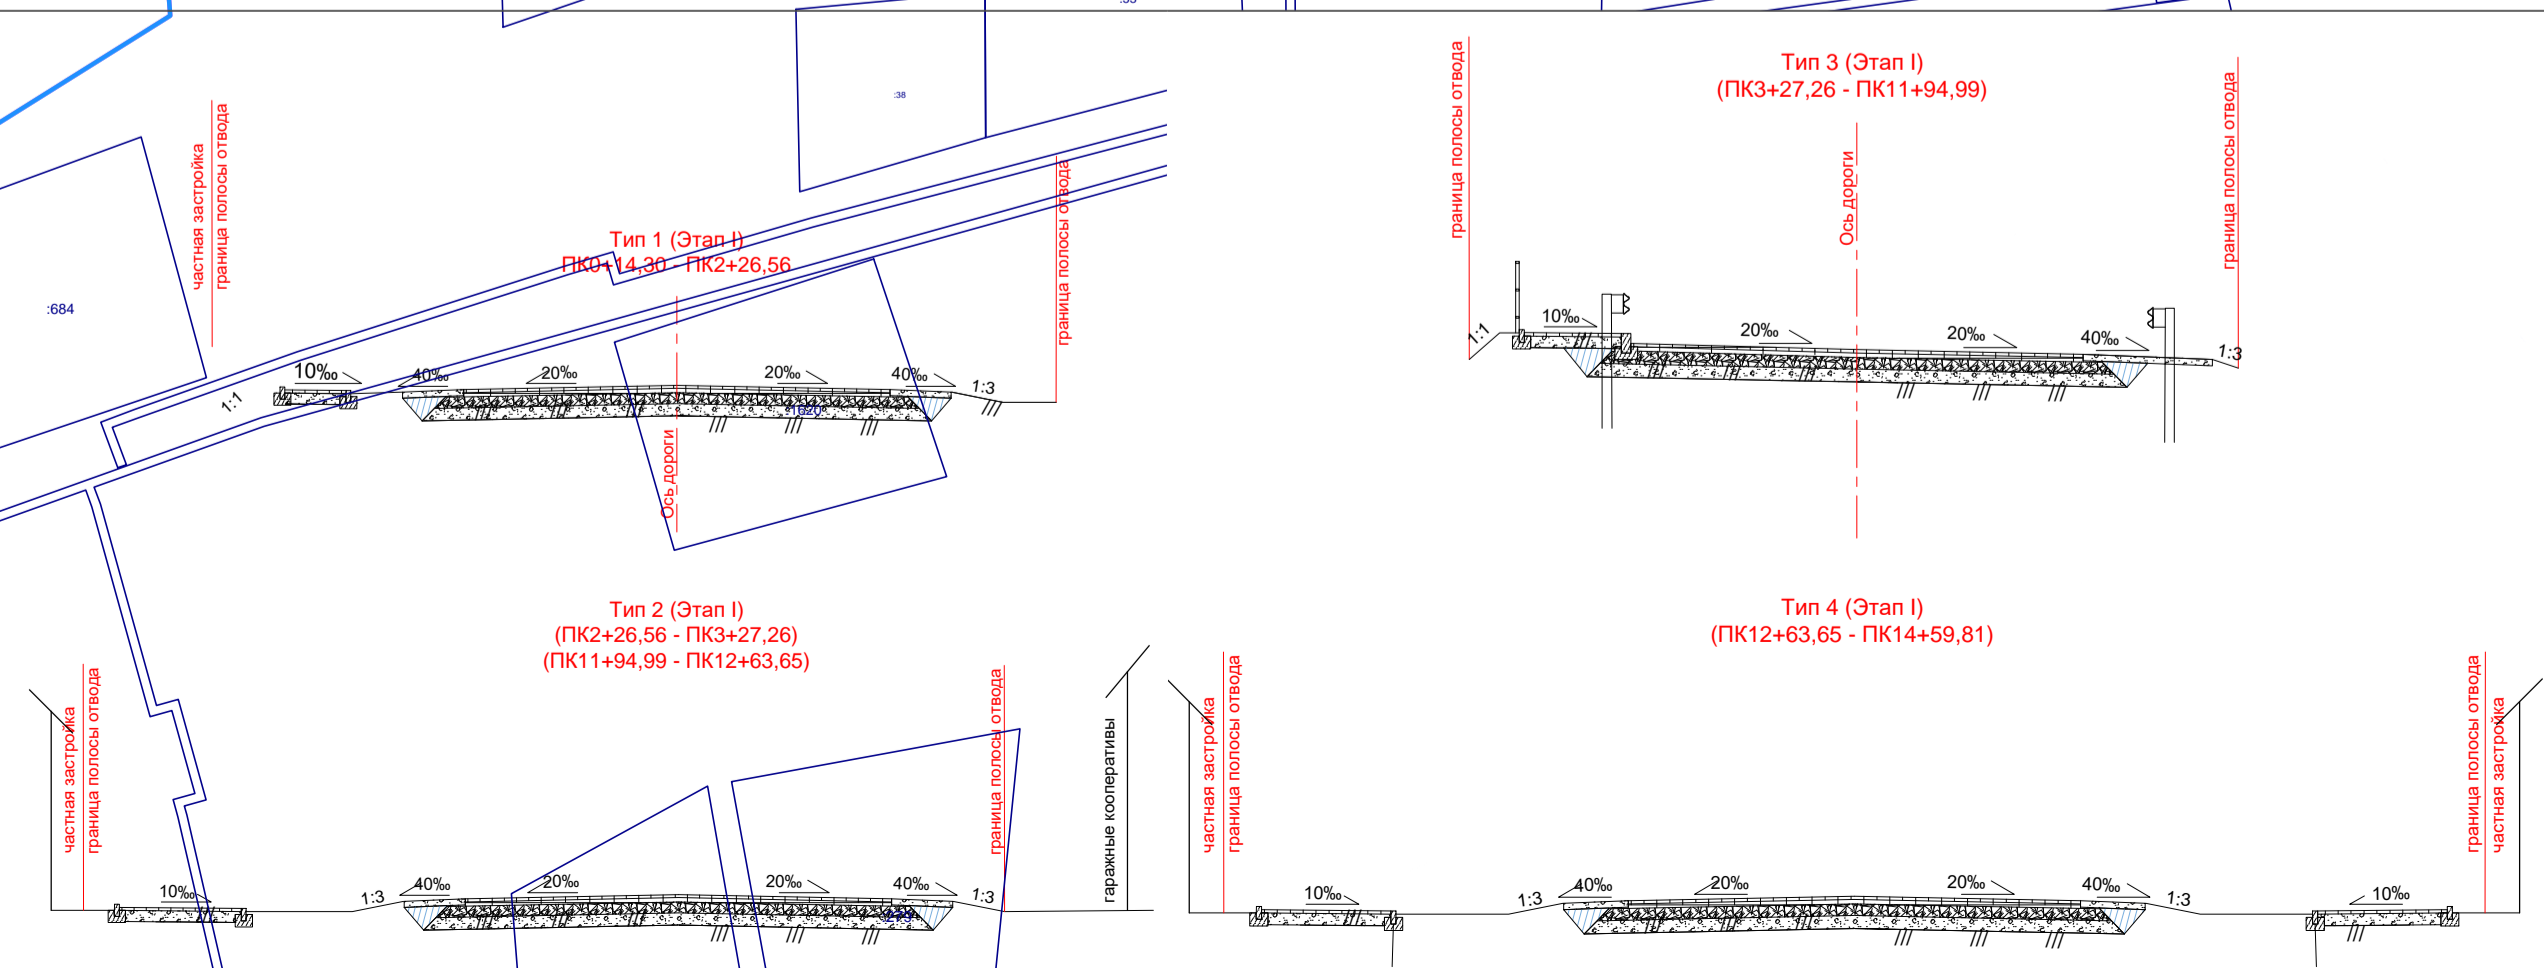 :38
:684
частная застройка
граница полосы отвода
Тип 1 (Этап I)
ПК0+14,30 - ПК2+26,56
граница полосы отвода
1:1
10‰
40‰
20‰
20‰
40‰
1:3
1620
Ось дороги
граница полосы отвода
Тип 3 (Этап I)
(ПК3+27,26 - ПК11+94,99)
Ось дороги
граница полосы отвода
1:1
10‰
20‰
20‰
40‰
1:3
Тип 2 (Этап I)
(ПК2+26,56 - ПК3+27,26)
(ПК11+94,99 - ПК12+63,65)
частная застройка
граница полосы отвода
граница полосы отвода
гаражные кооперативы
10‰
1:3
40‰
20‰
20‰
40‰
1:3
Тип 4 (Этап I)
(ПК12+63,65 - ПК14+59,81)
частная застройка
граница полосы отвода
граница полосы отвода
частная застройка
10‰
1:3
40‰
20‰
20‰
40‰
1:3
10‰